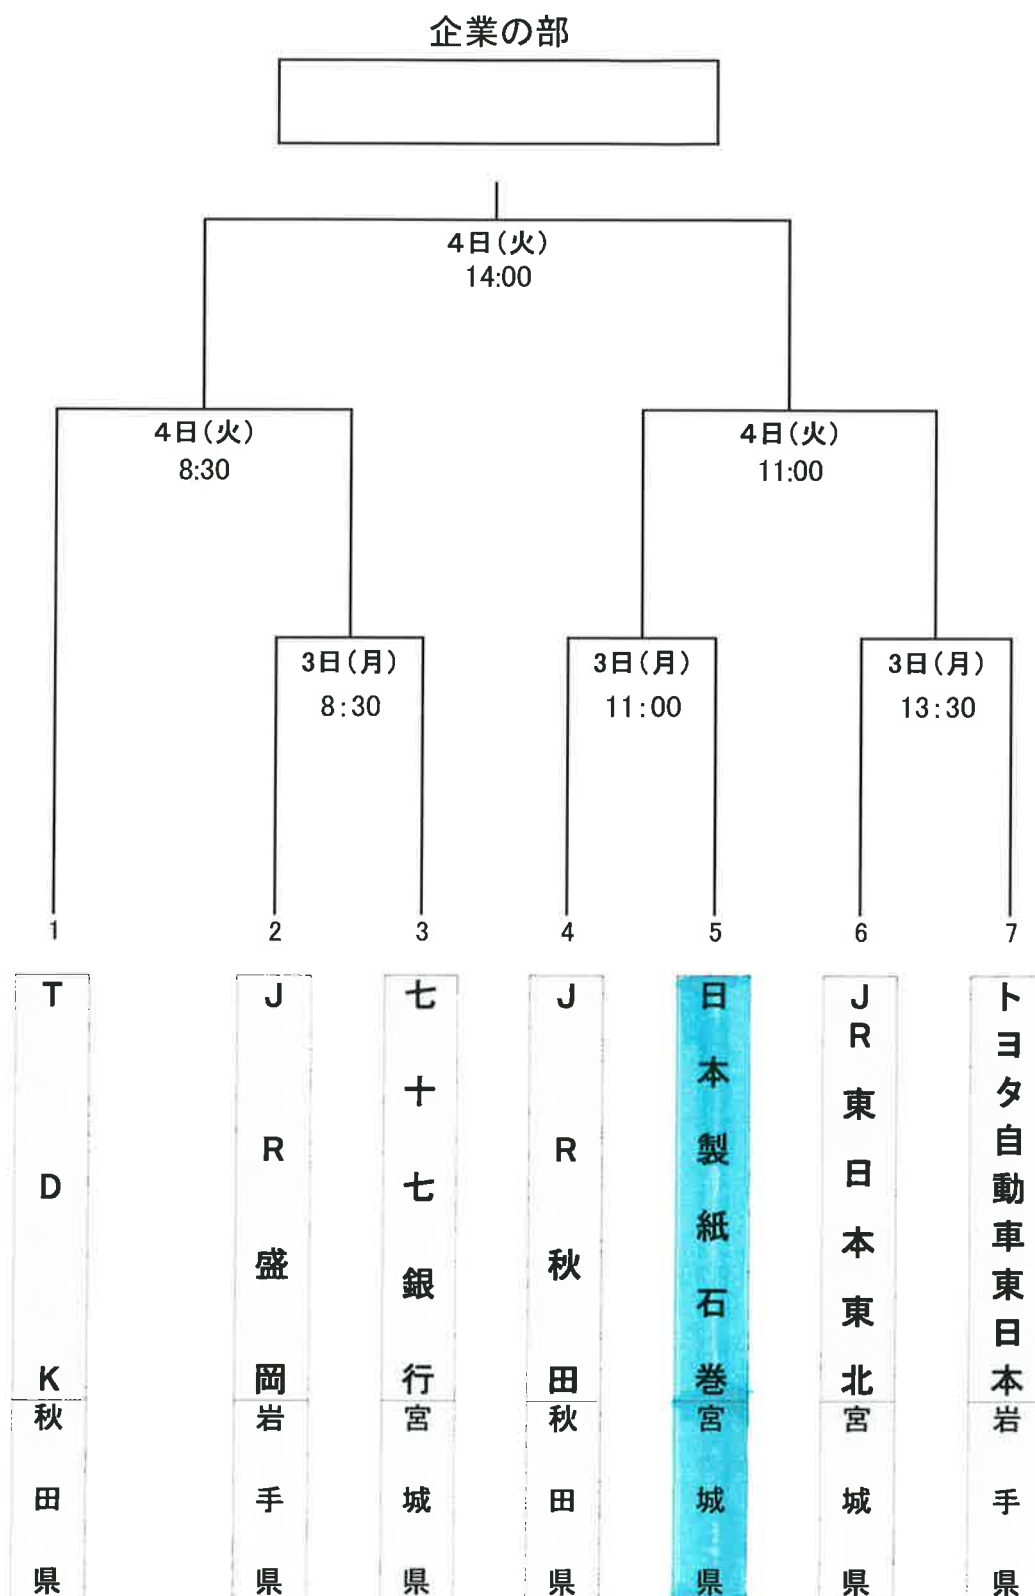 企業の部
4日(火)
14:00
4日(火)
8:30
4日(火)
11:00
3日(月)
8:30
3日(月)
11:00
3日(月)
13:30
1
2
3
4
5
6
7
TDK
秋田県
JR盛岡
岩手県
七十七銀行
宮城県
JR秋田
秋田県
日本製紙石巻
宮城県
JR東日本東北
宮城県
トヨタ自動車東日本
岩手県